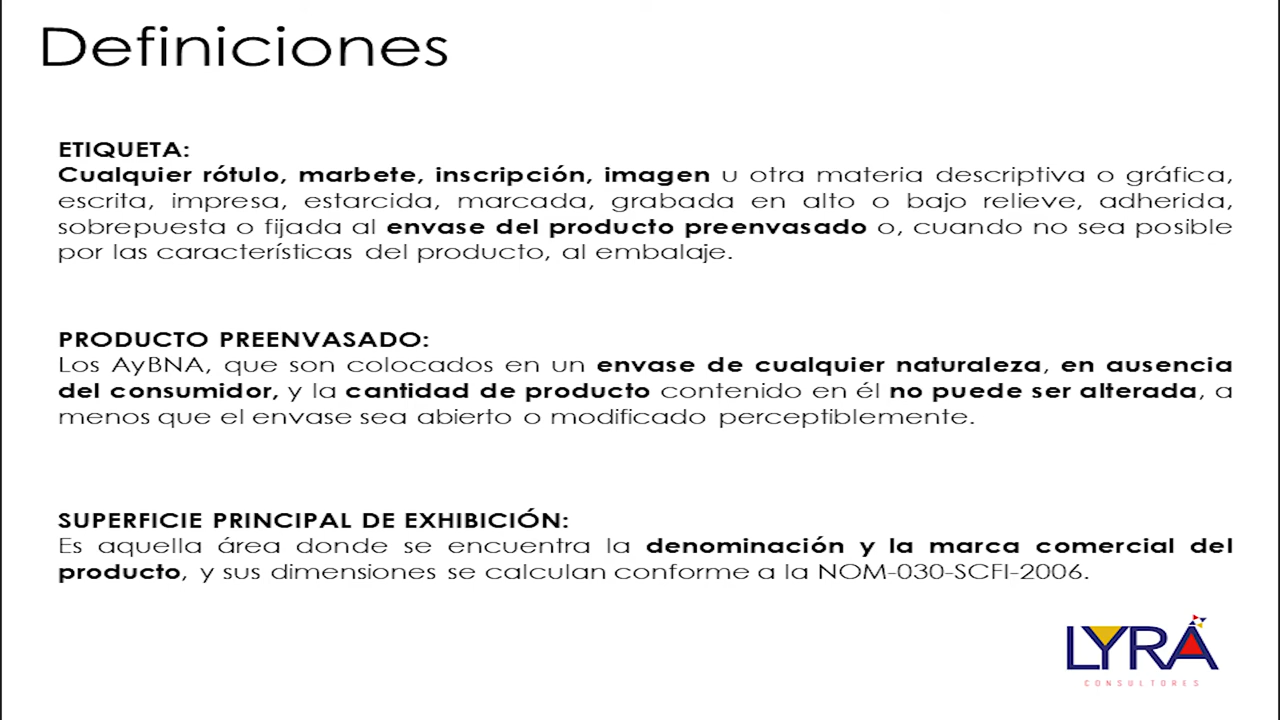 Definiciones
ETIQUETA:
Cualquier rótulo, marbete, inscripción, imagen u otra materia descriptiva o gráfica,
escrita, impresa, estarcida, marcada, grabada en alto o bajo relieve, adherida,
sobrepuesta o fijada al envase del producto preenvasado o, cuando no sea posible
por las características del producto, al embalaje.
PRODUCTO PREENVASADO:
Los AyBNA, que son colocados en un envase de cualquier naturaleza, en ausencia
del consumidor, y la cantidad de producto contenido en él no puede ser alterada, a
menos que el envase sea abierto o modificado perceptiblemente.
SUPERFICIE PRINCIPAL DE EXHIBICIÓN:
Es aquella área donde se encuentra la denominación y la marca comercial del
producto, y sus dimensiones se calculan conforme a la NOM-030-SCFI-2006.
LYRA
CONSULTORES